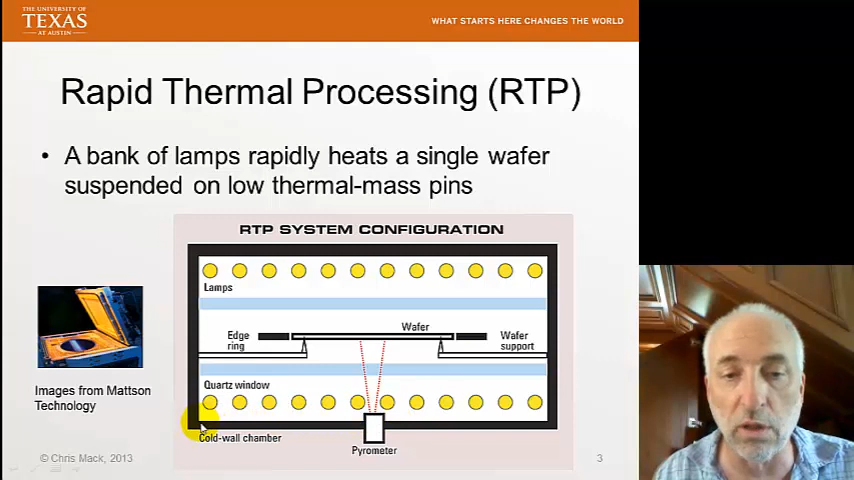 THE UNIVERSITY OF
TEXAS
AT AUSTIN
WHAT STARTS HERE CHANGES THE WORLD
Rapid Thermal Processing (RTP)
• A bank of lamps rapidly heats a single wafer
suspended on low thermal-mass pins
RTP SYSTEM CONFIGURATION
Lamps
Edge
ring
Wafer
Wafer
support
Quartz window
Cold-wall chamber
Pyrometer
Images from Mattson
Technology
© Chris Mack, 2013
3